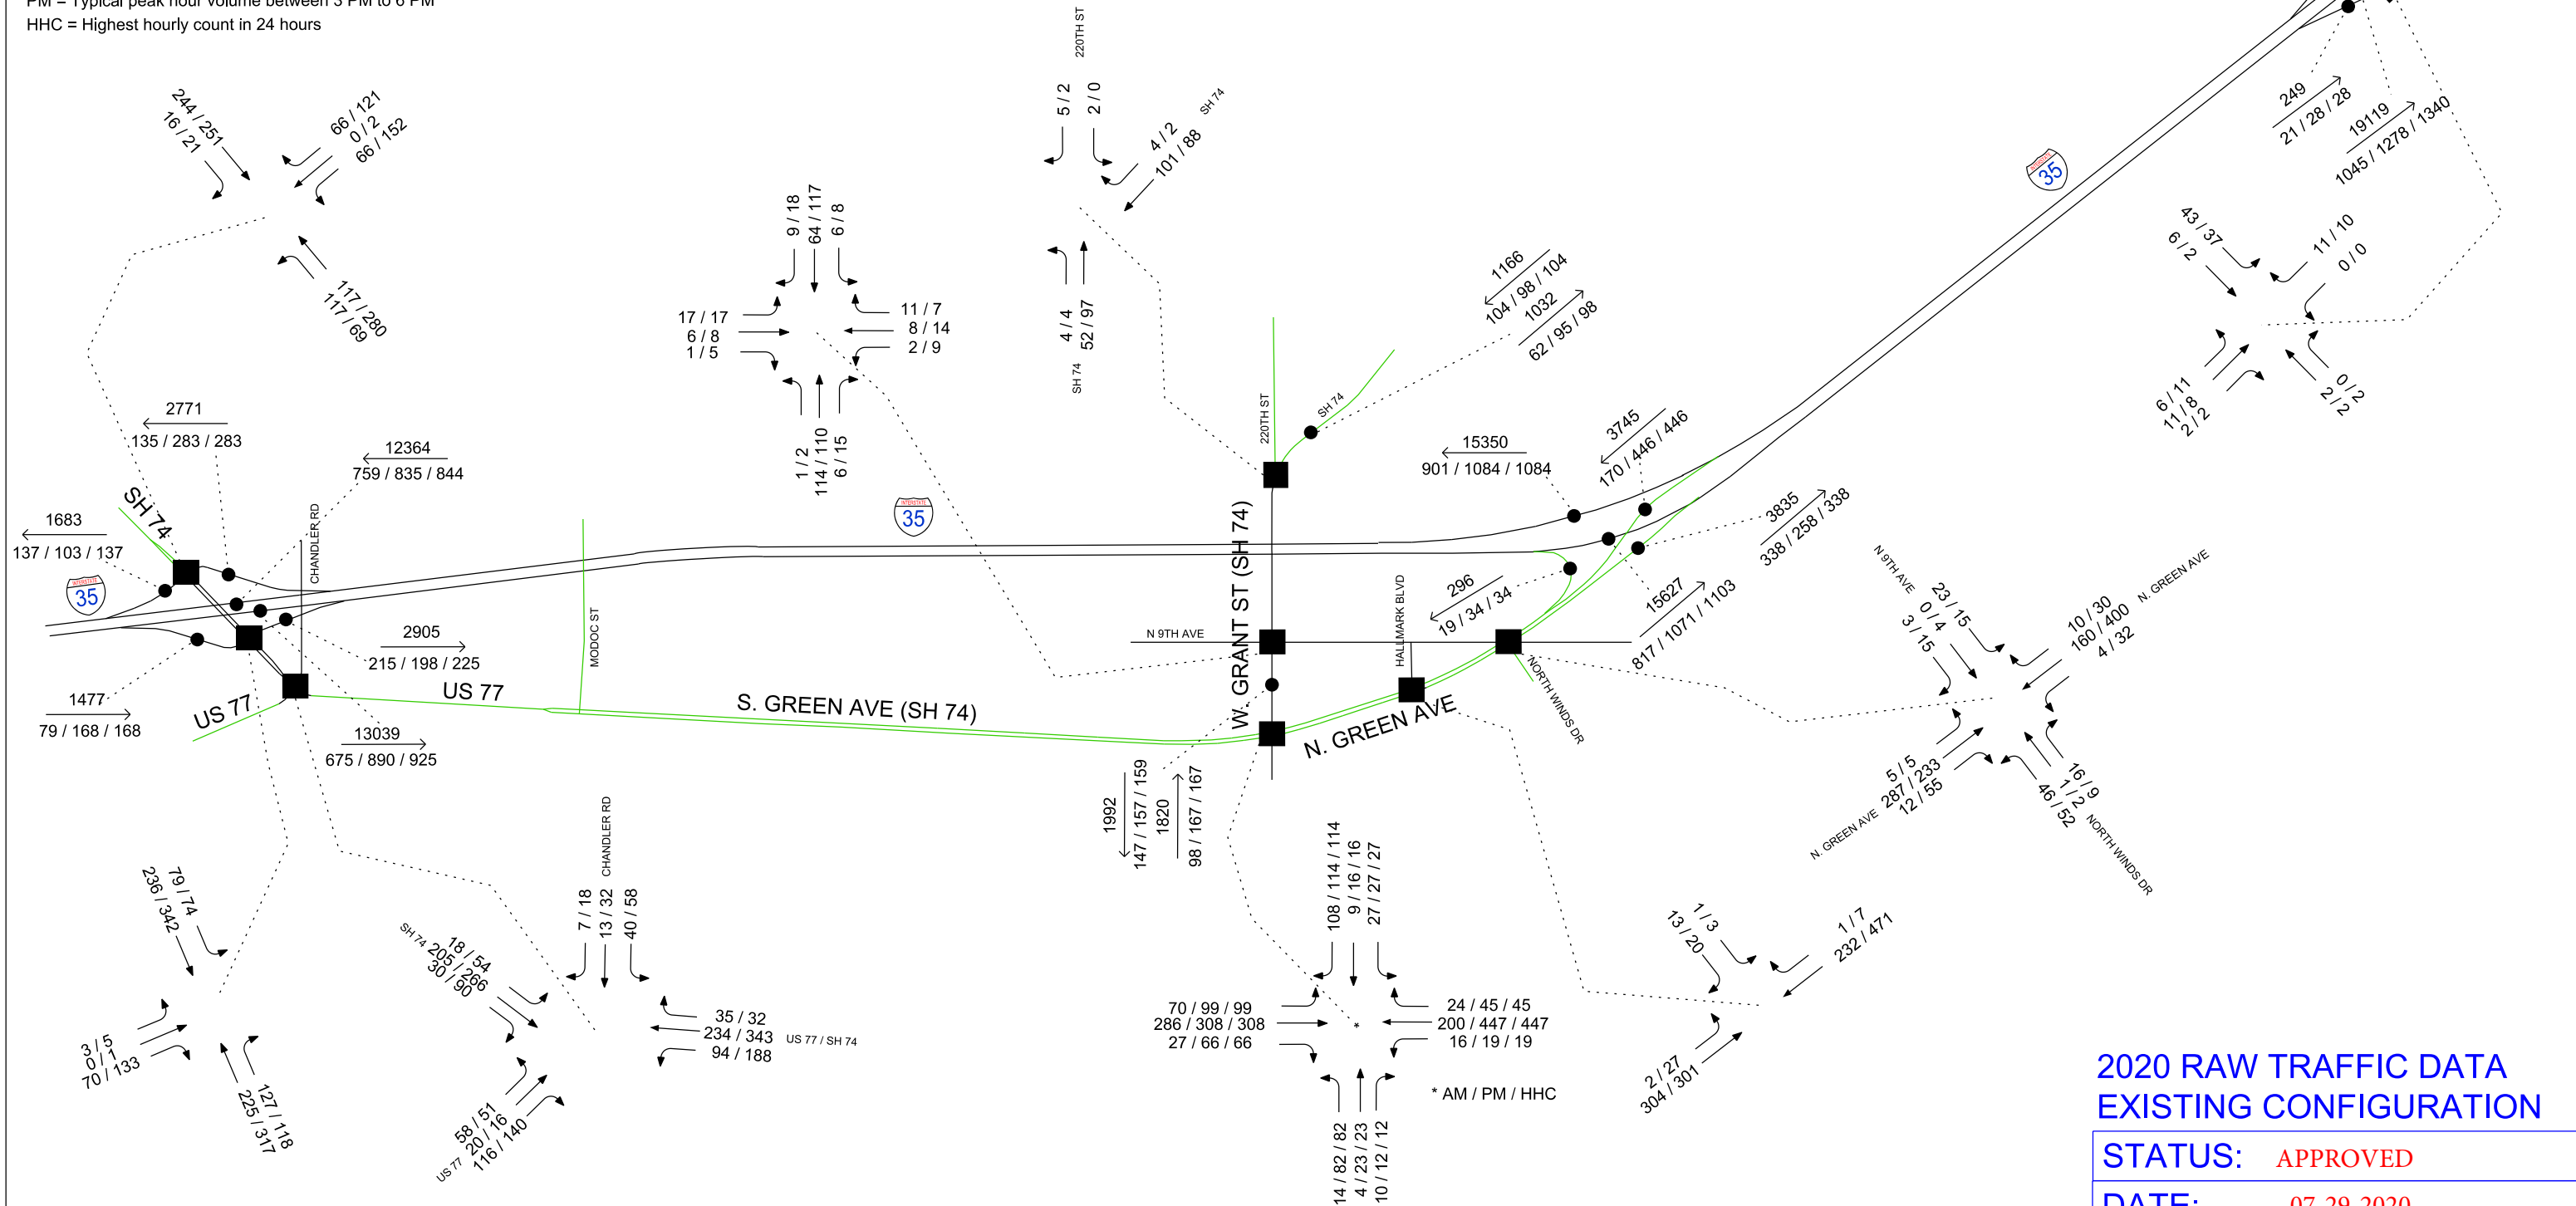 PM = Typical peak hour volume between 3 PM to 6 PM
HHC = Highest hourly count in 24 hours
244 / 251
16 / 21
66 / 121
0 / 2
66 / 152
117 / 280
117 / 69
9 / 18
64 / 117
6 / 8
17 / 17
6 / 8
1 / 5
11 / 7
8 / 14
2 / 9
1 / 2
114 / 110
6 / 15
220TH ST
5 / 2
2 / 0
4 / 2
101 / 88
SH 74
4 / 4
52 / 97
SH 74
1166
104 / 98 / 104
1032
62 / 95 / 98
249
21 / 28 / 28
19119
1045 / 1278 / 1340
INTERSTATE
35
43 / 37
6 / 2
11 / 10
0 / 0
6 / 11
11 / 8
2 / 2
0 / 2
2 / 2
2771
135 / 283 / 283
12364
759 / 835 / 844
1683
137 / 103 / 137
INTERSTATE
35
SH 74
CHANDLER RD
2905
215 / 198 / 225
1477
79 / 168 / 168
13039
675 / 890 / 925
US 77
US 77
MODOC ST
S. GREEN AVE (SH 74)
INTERSTATE
35
220TH ST
SH 74
W. GRANT ST (SH 74)
N 9TH AVE
HALLMARK BLVD
N. GREEN AVE
NORTH WINDS DR
15350
901 / 1084 / 1084
3745
170 / 446 / 446
3835
338 / 258 / 338
296
19 / 34 / 34
15627
817 / 1071 / 1103
1992
147 / 157 / 159
1820
98 / 167 / 167
N 9TH AVE
23 / 15
0 / 4
3 / 15
N. GREEN AVE
10 / 30
160 / 400
4 / 32
5 / 5
287 / 233
12 / 55
N. GREEN AVE
16 / 9
1 / 2
46 / 52
NORTH WINDS DR
79 / 74
236 / 342
3 / 5
0 / 1
70 / 133
127 / 118
225 / 317
CHANDLER RD
7 / 18
13 / 32
40 / 58
SH 74
18 / 54
205 / 266
30 / 90
35 / 32
234 / 343
94 / 188
US 77 / SH 74
58 / 51
20 / 16
116 / 140
US 77
108 / 114 / 114
9 / 16 / 16
27 / 27 / 27
70 / 99 / 99
286 / 308 / 308
27 / 66 / 66
24 / 45 / 45
200 / 447 / 447
16 / 19 / 19
*
* AM / PM / HHC
14 / 82 / 82
4 / 23 / 23
10 / 12 / 12
1 / 3
13 / 20
1 / 7
232 / 471
2 / 27
304 / 301
2020 RAW TRAFFIC DATA
EXISTING CONFIGURATION
STATUS: APPROVED
DATE: 07-29-2020